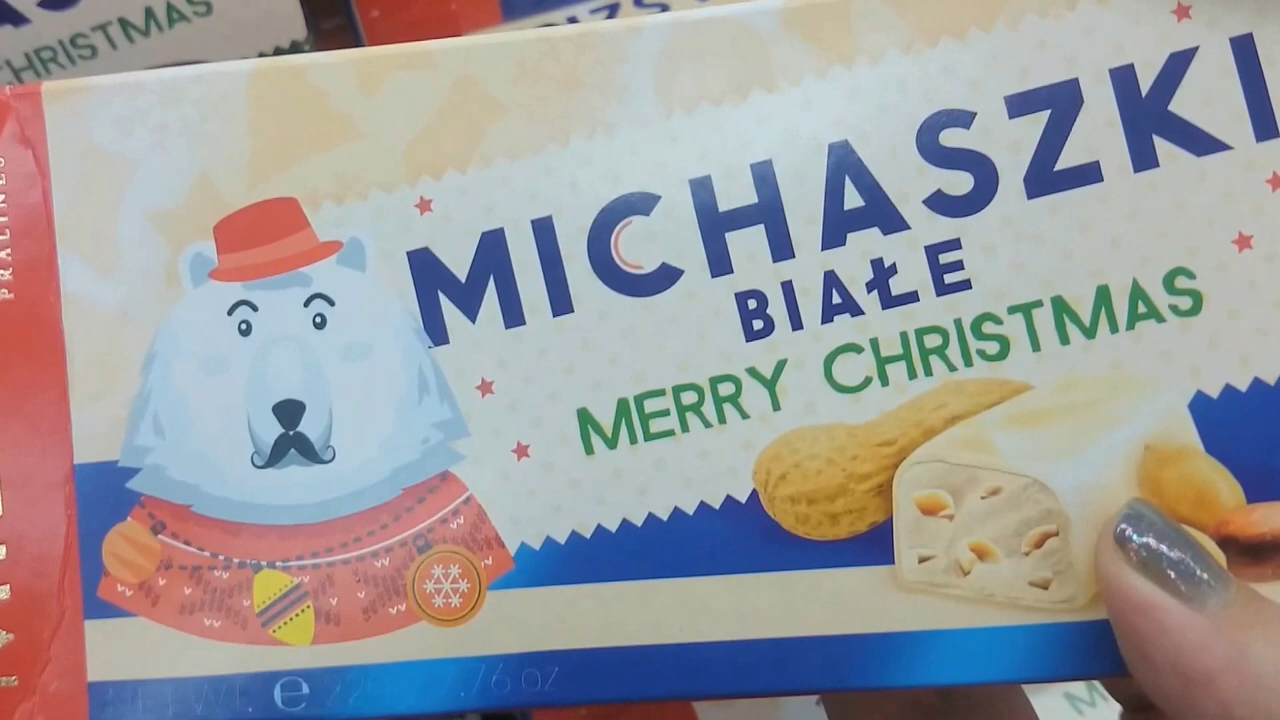 CHRISTMAS
PRALINES
MICHASZKI
BIAŁE
MERRY CHRISTMAS
e